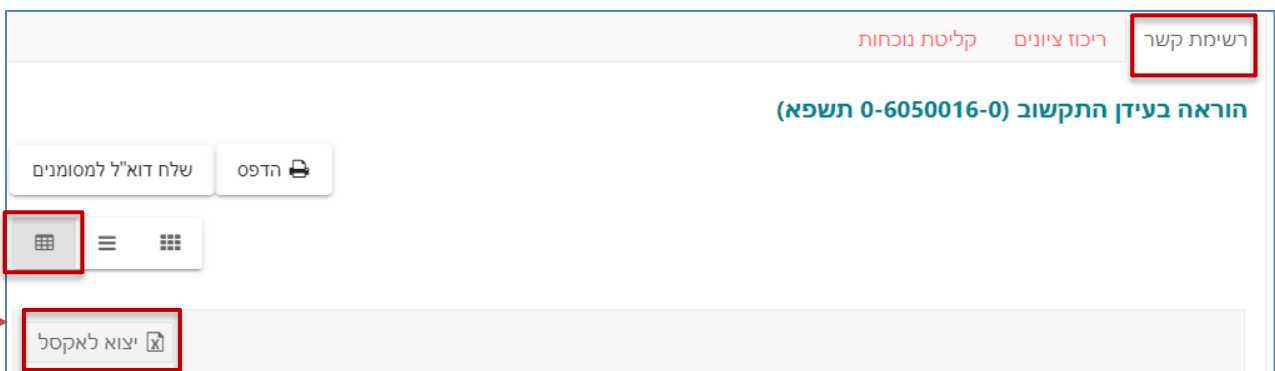 רשימת קשר ריכוז ציונים קליטת נוכחות
הוראה בעידן התקשוב (0-6050016-0 תשפא)
הדפס שלח דוא"ל למסומנים
יצוא לאקסל